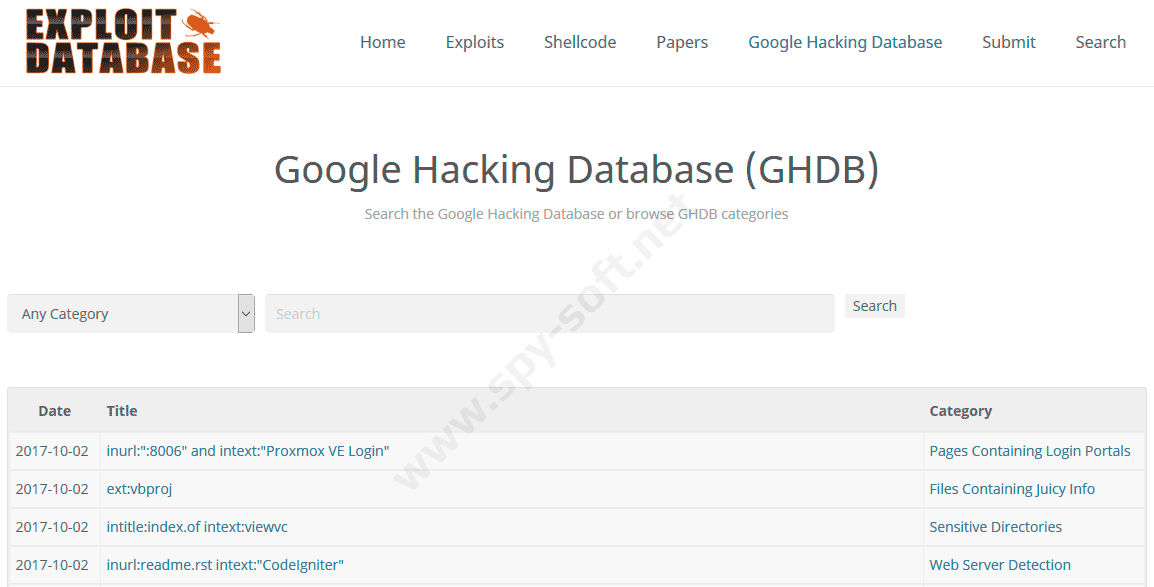 EXPLOIT
DATABASE
Home Exploits Shellcode Papers Google Hacking Database Submit Search
Google Hacking Database (GHDB)
Search the Google Hacking Database or browse GHDB categories
Any Category Search Search
Date Title Category
2017-10-02 inurl:":8006" and intext:"Proxmox VE Login" Pages Containing Login Portals
2017-10-02 ext:vbproj Files Containing Juicy Info
2017-10-02 intitle:index.of intext:viewvc Sensitive Directories
2017-10-02 inurl:readme.rst intext:"CodeIgniter" Web Server Detection
www.spy-soft.net